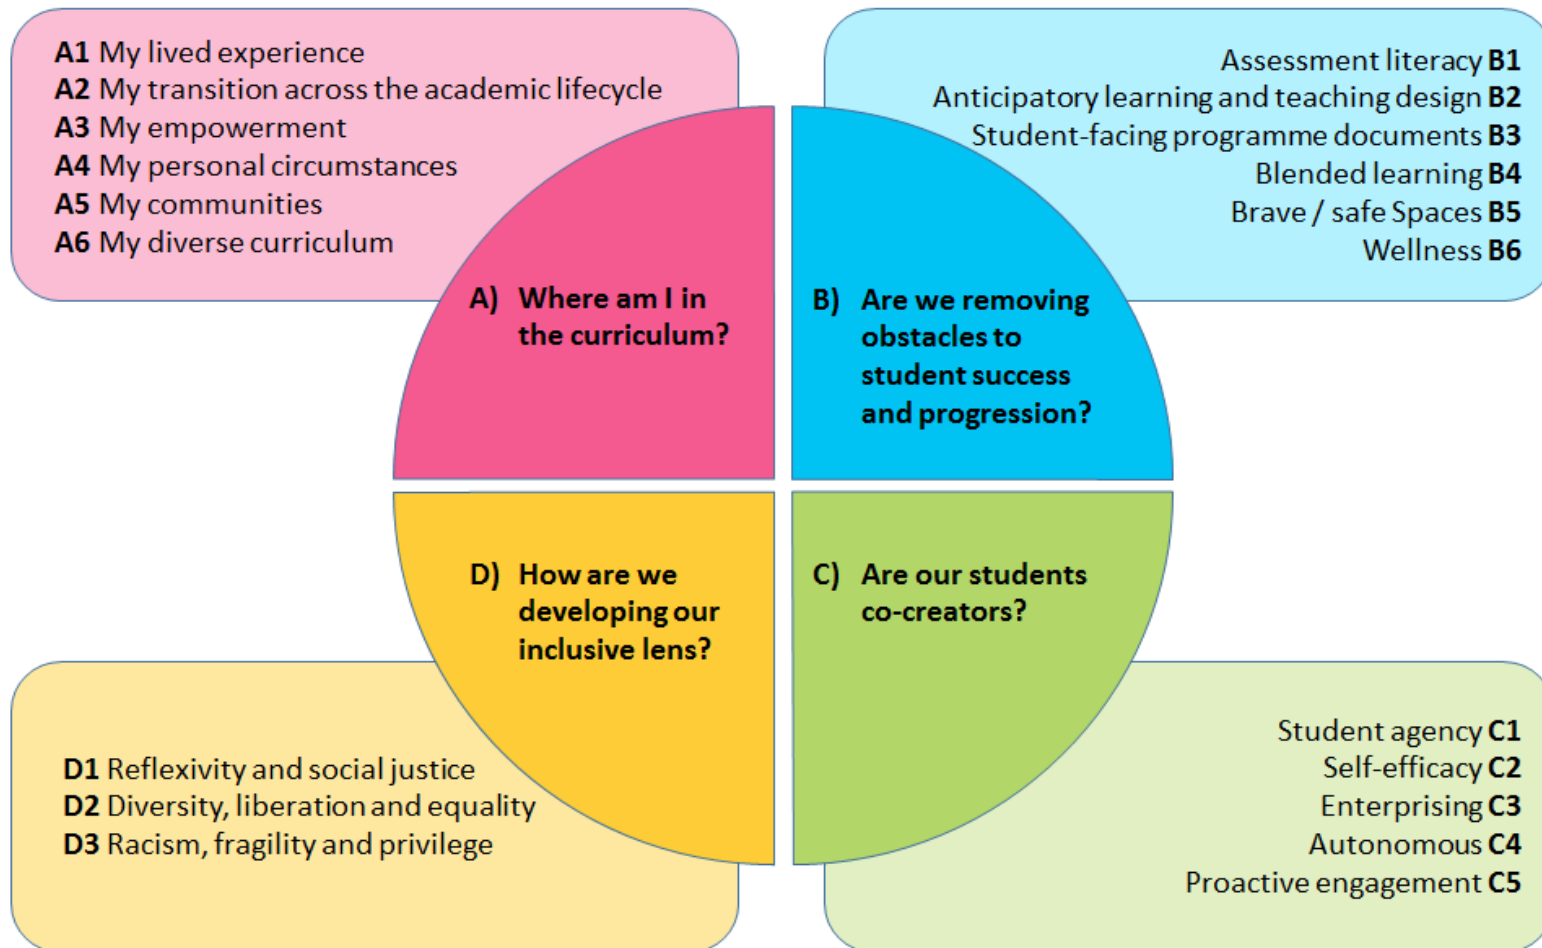 A1 My lived experience
A2 My transition across the academic lifecycle
A3 My empowerment
A4 My personal circumstances
A5 My communities
A6 My diverse curriculum
Assessment literacy B1
Anticipatory learning and teaching design B2
Student-facing programme documents B3
Blended learning B4
Brave / safe Spaces B5
Wellness B6
A) Where am I in
the curriculum?
B) Are we removing
obstacles to
student success
and progression?
D) How are we
developing our
inclusive lens?
C) Are our students
co-creators?
D1 Reflexivity and social justice
D2 Diversity, liberation and equality
D3 Racism, fragility and privilege
Student agency C1
Self-efficacy C2
Enterprising C3
Autonomous C4
Proactive engagement C5